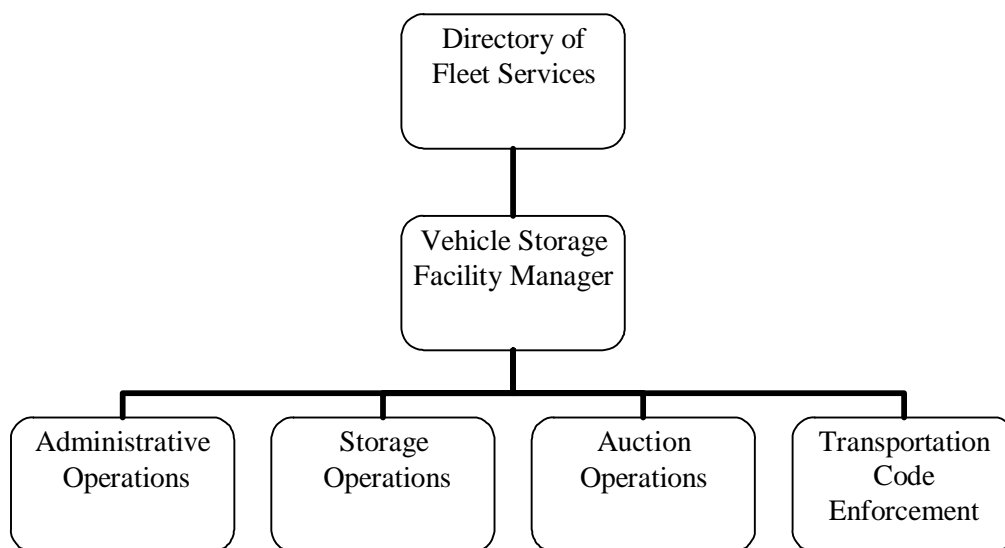 Directory of
Fleet Services
Vehicle Storage
Facility Manager
Administrative
Operations
Storage
Operations
Auction
Operations
Transportation
Code
Enforcement